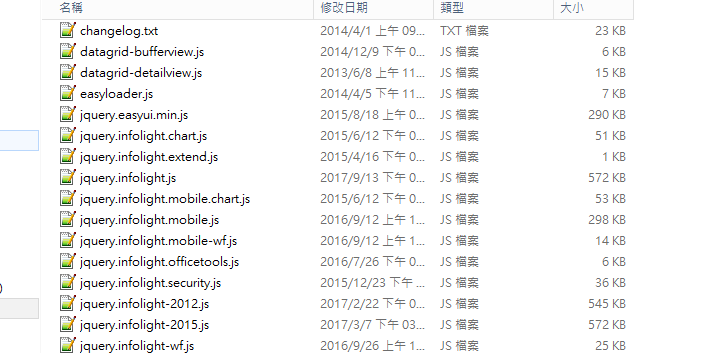 名稱 修改日期 類型 大小
changelog.txt 2014/4/1 上午 09... TXT 檔案 23 KB
datagrid-bufferview.js 2014/12/9 下午 0... JS 檔案 6 KB
datagrid-detailview.js 2013/6/8 上午 11... JS 檔案 15 KB
easyloader.js 2014/4/5 下午 11... JS 檔案 7 KB
jquery.easyui.min.js 2015/8/18 上午 0... JS 檔案 290 KB
jquery.infolight.chart.js 2015/6/12 下午 0... JS 檔案 51 KB
jquery.infolight.extend.js 2015/4/16 下午 0... JS 檔案 1 KB
jquery.infolight.js 2017/9/13 下午 0... JS 檔案 572 KB
jquery.infolight.mobile.chart.js 2015/6/12 下午 0... JS 檔案 53 KB
jquery.infolight.mobile.js 2016/9/12 上午 1... JS 檔案 298 KB
jquery.infolight.mobile-wf.js 2016/9/12 上午 1... JS 檔案 14 KB
jquery.infolight.officetools.js 2016/7/26 下午 0... JS 檔案 6 KB
jquery.infolight.security.js 2015/12/23 下午 ... JS 檔案 36 KB
jquery.infolight-2012.js 2017/2/22 下午 0... JS 檔案 545 KB
jquery.infolight-2015.js 2017/3/7 下午 03... JS 檔案 572 KB
jquery.infolight-wf.js 2016/9/26 上午 1... JS 檔案 25 KB
)